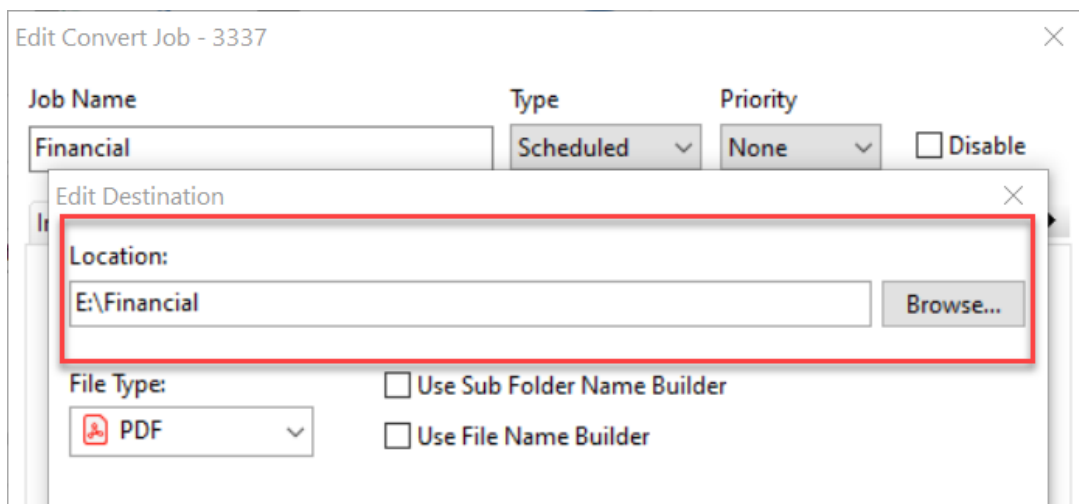 Edit Convert Job - 3337
Job Name Type Priority
Financial Scheduled None Disable
Edit Destination
Location:
E:\Financial Browse...
File Type: Use Sub Folder Name Builder
PDF Use File Name Builder